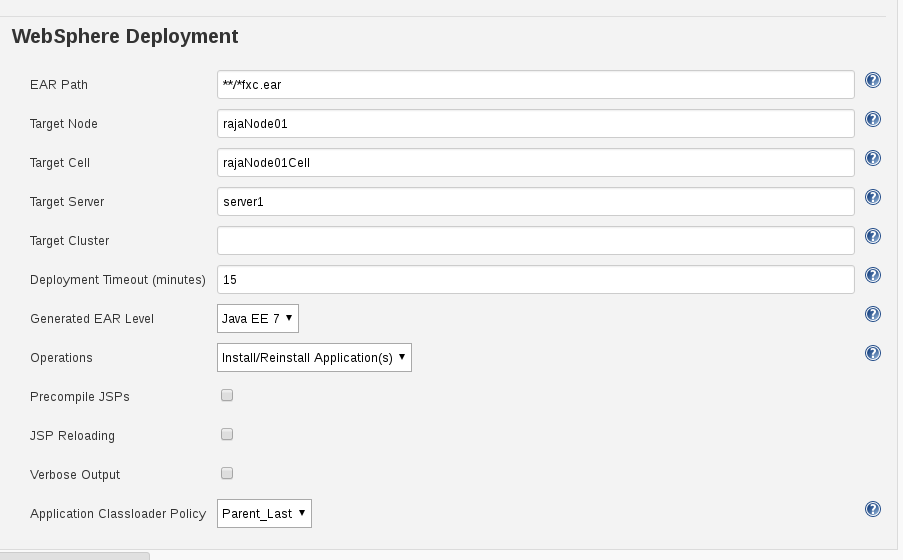 WebSphere Deployment
EAR Path **/*fxc.ear
Target Node rajaNode01
Target Cell rajaNode01Cell
Target Server server1
Target Cluster
Deployment Timeout (minutes) 15
Generated EAR Level Java EE 7
Operations Install/Reinstall Application(s)
Precompile JSPs
JSP Reloading
Verbose Output
Application Classloader Policy Parent_Last